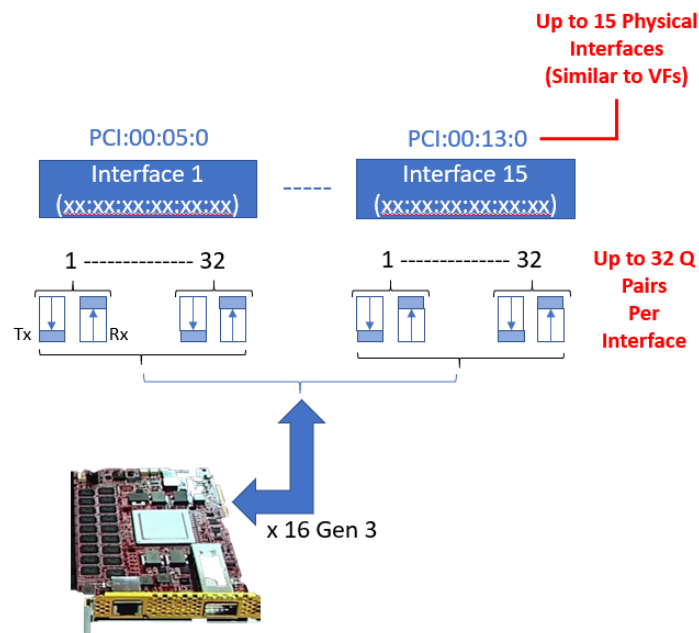 Up to 15 Physical
Interfaces
(Similar to VFs)
PCI:00:05:0
PCI:00:13:0
Interface 1
(xx:xx:xx:xx:xx:xx)
-----
Interface 15
(xx:xx:xx:xx:xx:xx)
1 -------------- 32
1 -------------- 32
Up to 32 Q
Pairs
Per
Interface
Tx
Rx
x 16 Gen 3